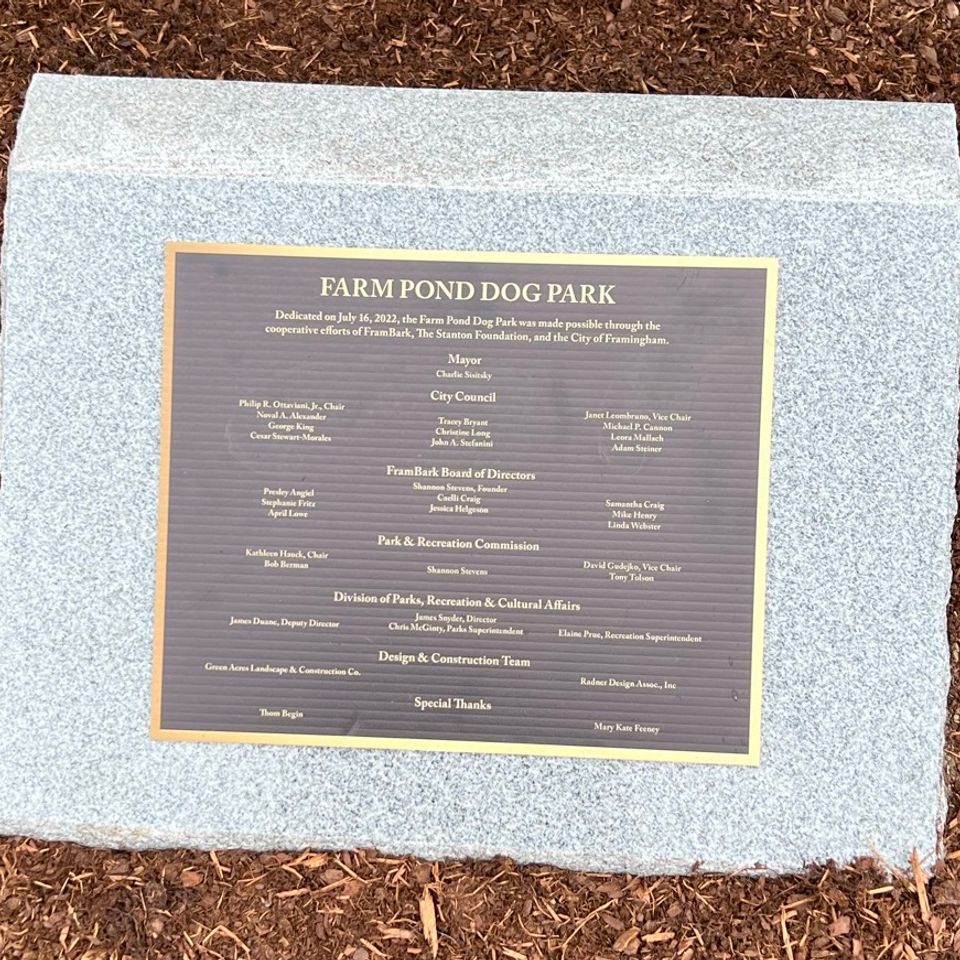 FARM POND DOG PARK
Dedicated on July 16, 2022, the Farm Pond Dog Park was made possible through the
cooperative efforts of FramBark, The Stanton Foundation, and the City of Framingham.
Mayor
Charlie Sisitsky
City Council
Philip R. Ottaviani, Jr., Chair
Noval A. Alexander
George King
Cesar Stewart-Morales
Tracey Bryant
Christine Long
John A. Stefanini
Janet Leombruno, Vice Chair
Michael P. Cannon
Leora Mallach
Adam Steiner
FramBark Board of Directors
Presley Angiel
Stephanie Fritz
April Lowe
Shannon Stevens, Founder
Caelli Craig
Jessica Helgeson
Samantha Craig
Mike Henry
Linda Webster
Park & Recreation Commission
Kathleen Hauck, Chair
Bob Berman
Shannon Stevens
David Gudejko, Vice Chair
Tony Tolson
Division of Parks, Recreation & Cultural Affairs
James Duane, Deputy Director
James Snyder, Director
Chris McGinty, Parks Superintendent
Elaine Prue, Recreation Superintendent
Design & Construction Team
Green Acres Landscape & Construction Co.
Radner Design Assoc., Inc
Special Thanks
Thom Begin
Mary Kate Feeney